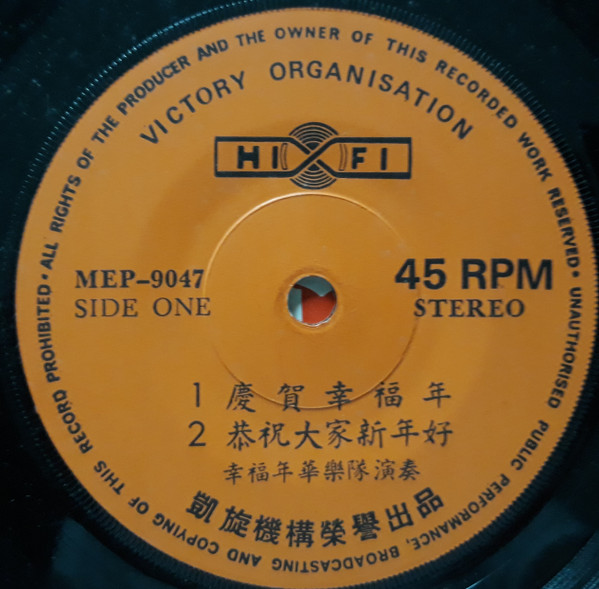 • ALL RIGHTS OF THE PRODUCER AND THE OWNER OF THIS RECORDED WORK RESERVED • UNAUTHORISED PUBLIC PERFORMANCE, BROADCASTING AND COPYING OF THIS RECORD PROHIBITED
VICTORY ORGANISATION
HI FI
MEP-9047
SIDE ONE
45 RPM
STEREO
1 慶賀幸福年
2 恭祝大家新年好
幸福年華樂隊演奏
凱旋機構榮譽出品